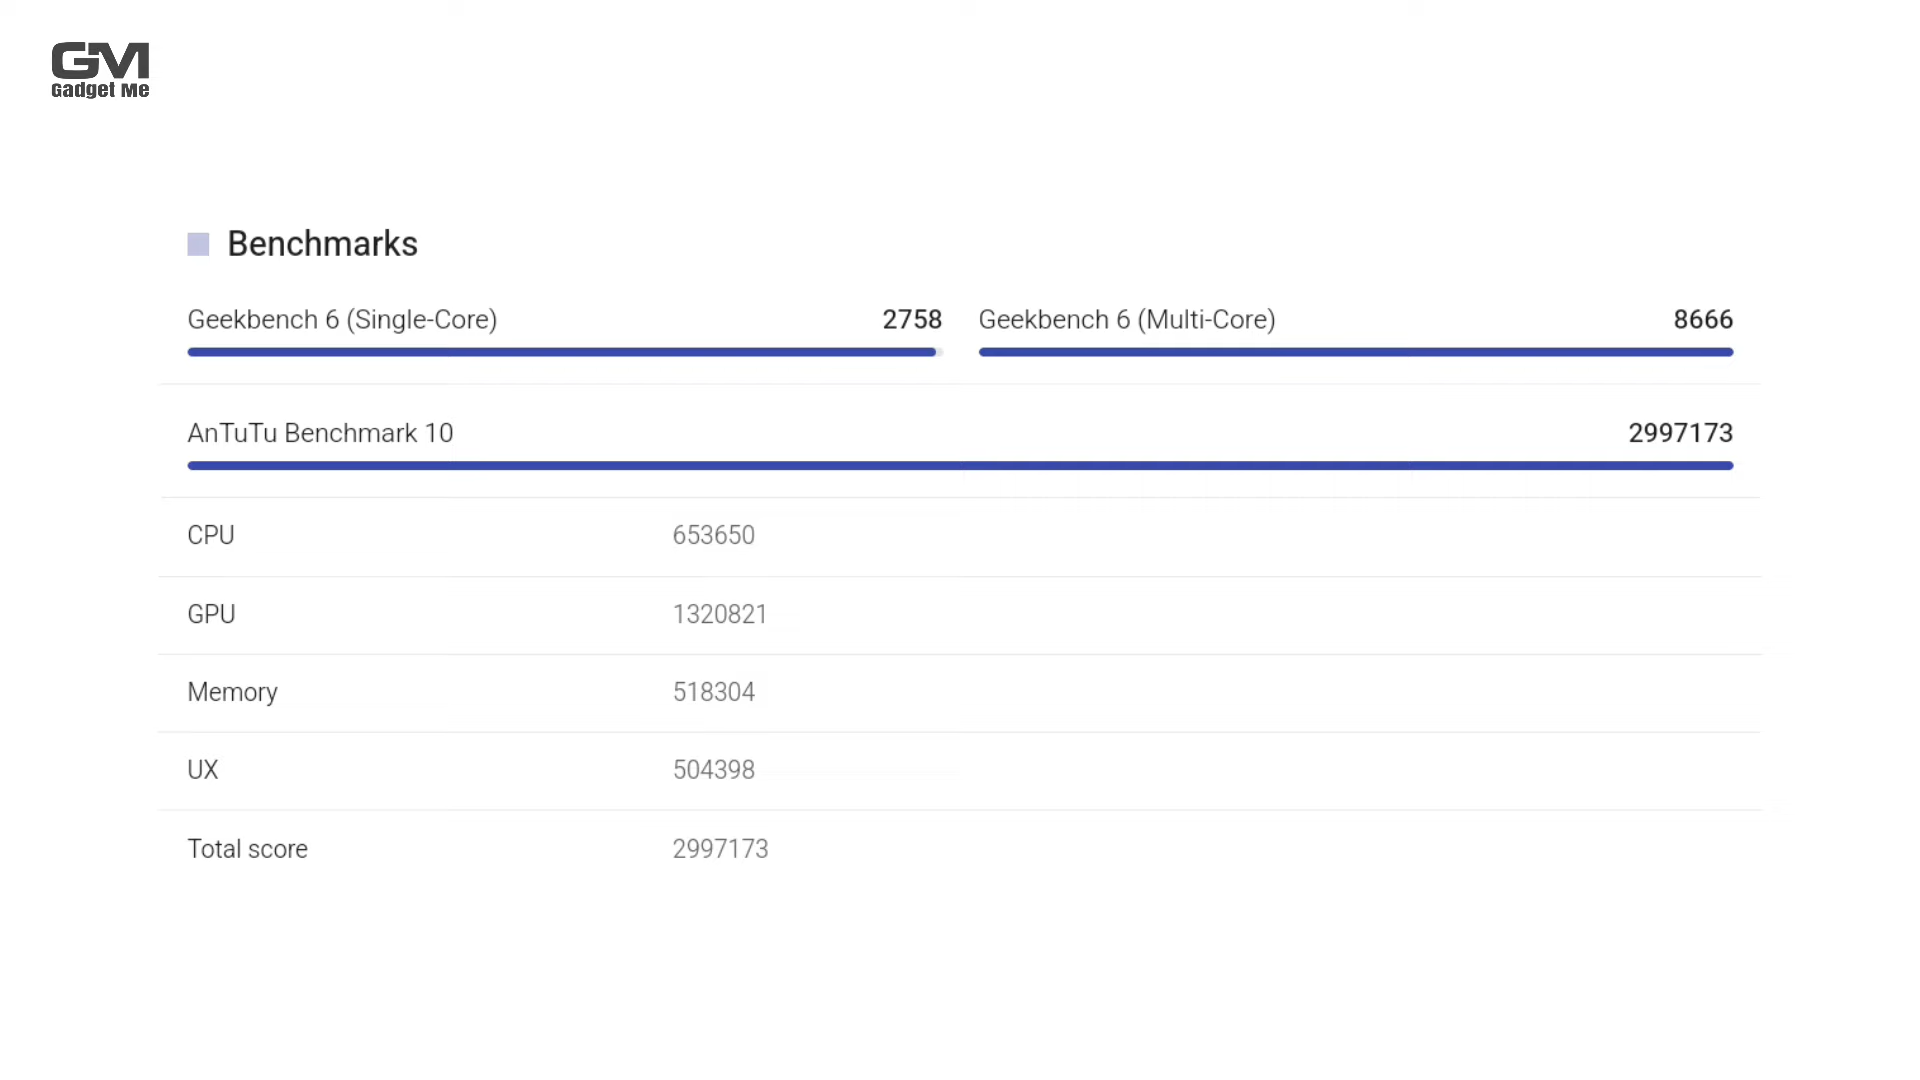 GM
Gadget Me
Benchmarks
Geekbench 6 (Single-Core) 2758
Geekbench 6 (Multi-Core) 8666
AnTuTu Benchmark 10 2997173
CPU 653650
GPU 1320821
Memory 518304
UX 504398
Total score 2997173